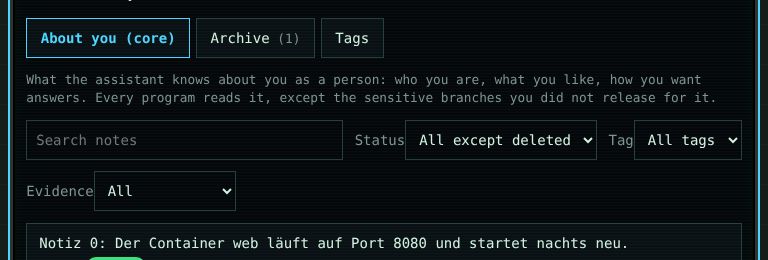 About you (core) Archive (1) Tags
What the assistant knows about you as a person: who you are, what you like, how you want
answers. Every program reads it, except the sensitive branches you did not release for it.
Search notes Status All except deleted Tag All tags
Evidence All
Notiz 0: Der Container web läuft auf Port 8080 und startet nachts neu.